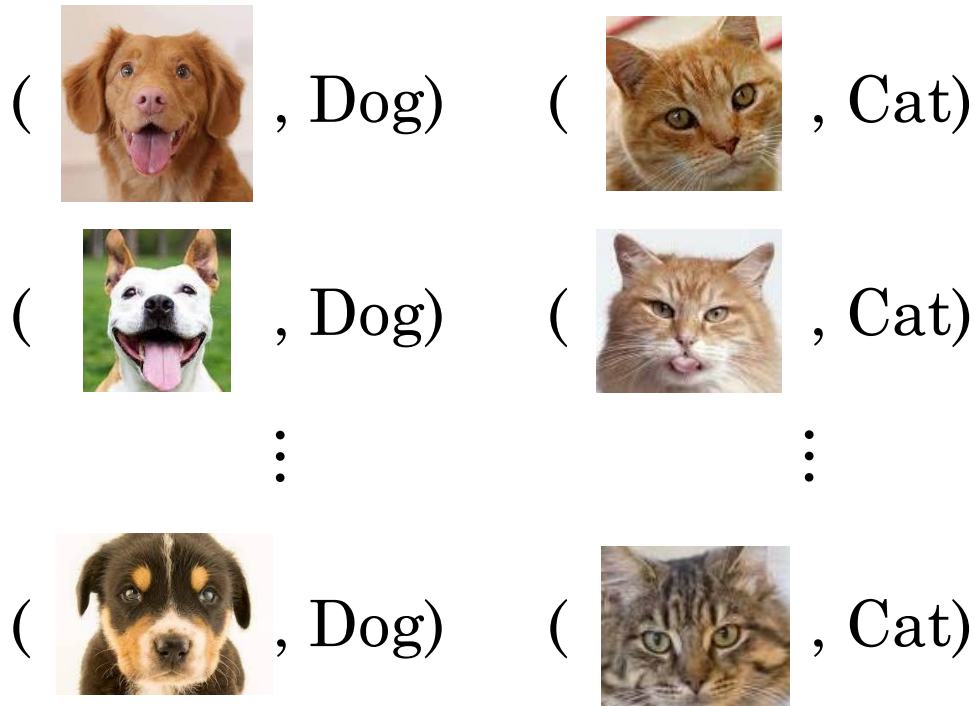 ( , Dog) ( , Cat)
( , Dog) ( , Cat)
⋮ ⋮
( , Dog) ( , Cat)